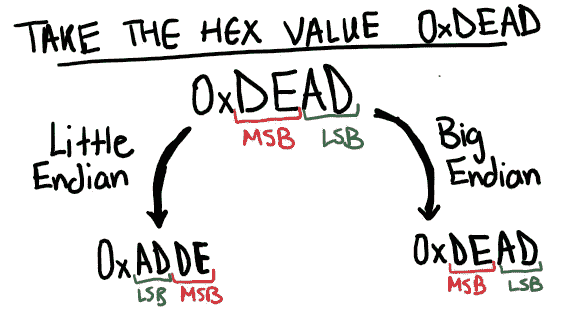 TAKE THE HEX VALUE 0xDEAD
0xDEAD
MSB LSB
Little
Endian
Big
Endian
0xADDE
LSB MSB
0xDEAD
MSB LSB